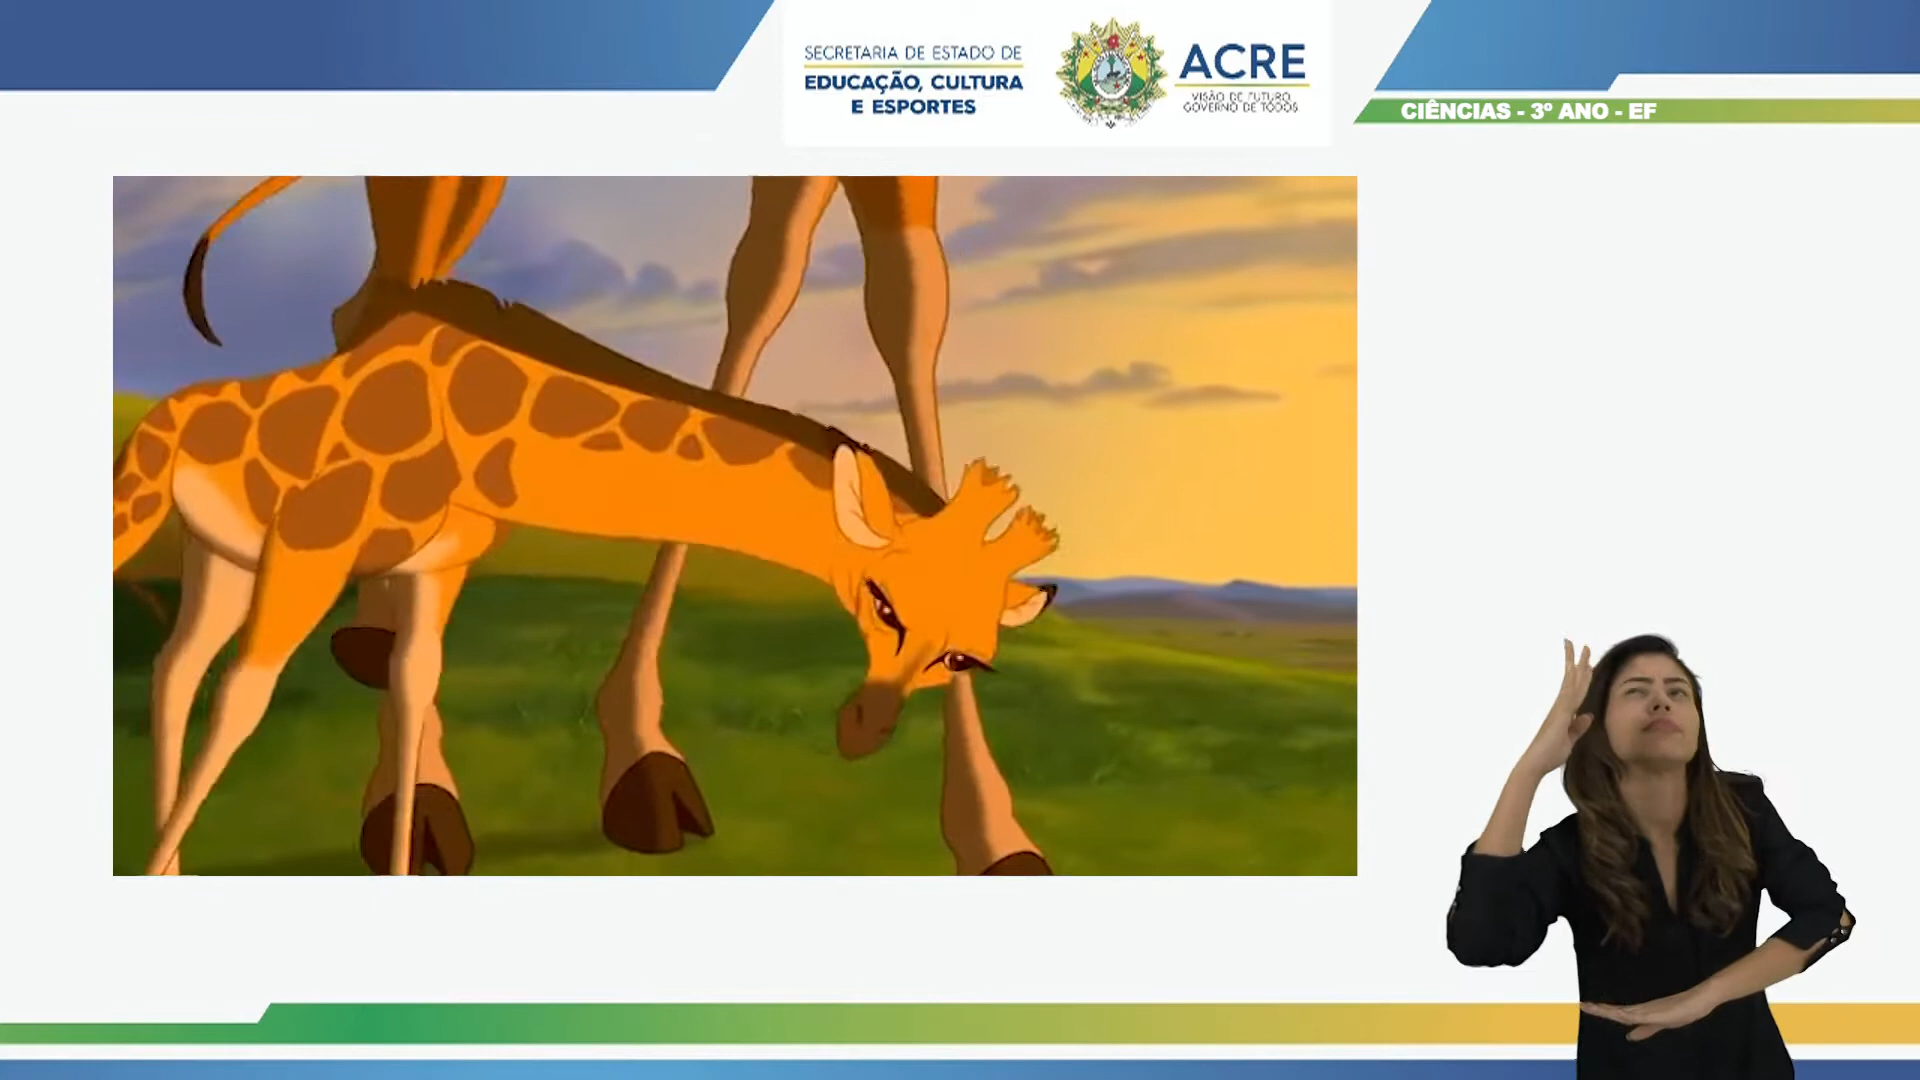 SECRETARIA DE ESTADO DE
EDUCAÇÃO, CULTURA
E ESPORTES
ACRE
VISÃO DE FUTURO,
GOVERNO DE TODOS
CIÊNCIAS - 3º ANO - EF